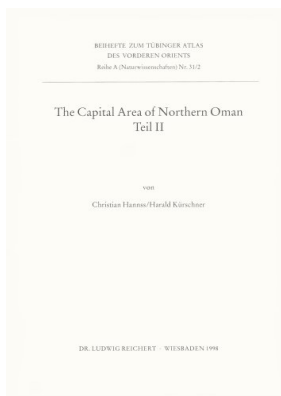 BEIHEFTE ZUM TÜBINGER ATLAS
DES VORDEREN ORIENTS
Reihe A (Naturwissenschaften) Nr. 31/2
The Capital Area of Northern Oman
Teil II
von
Christian Hannss/Harald Kürschner
DR. LUDWIG REICHERT – WIESBADEN 1998